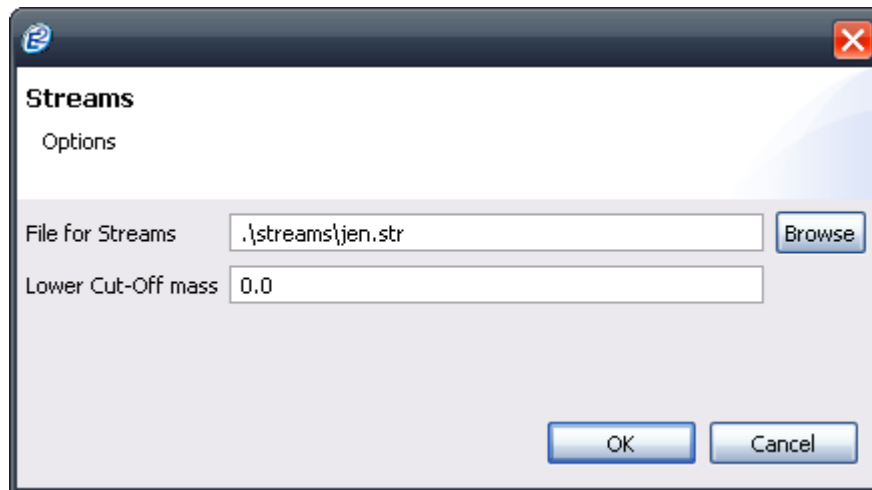 Streams
Options
File for Streams .\streams\jen.str Browse
Lower Cut-Off mass 0.0
OK Cancel